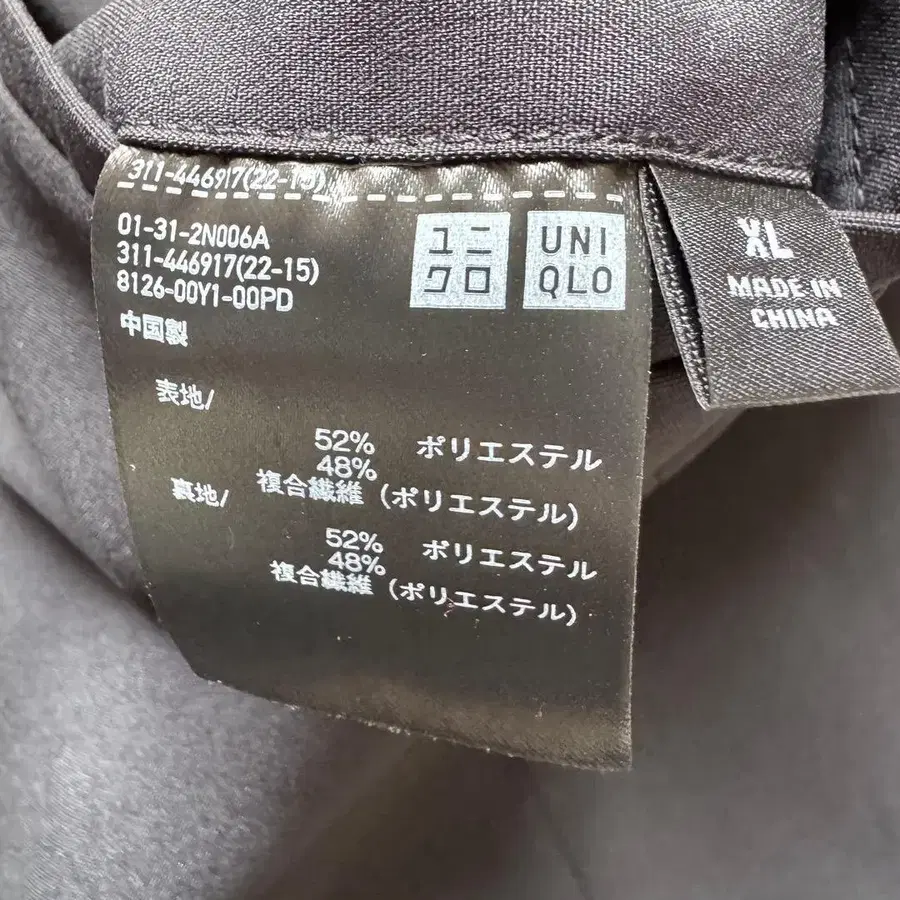 311-446917(22-15)
01-31-2N006A
311-446917(22-15)
8126-00Y1-00PD
中国製
ユニ
クロ
UNI
QLO
XL
MADE IN
CHINA
表地/
52% ポリエステル
48%
複合繊維 (ポリエステル)
裏地/
52% ポリエステル
48%
複合繊維 (ポリエステル)